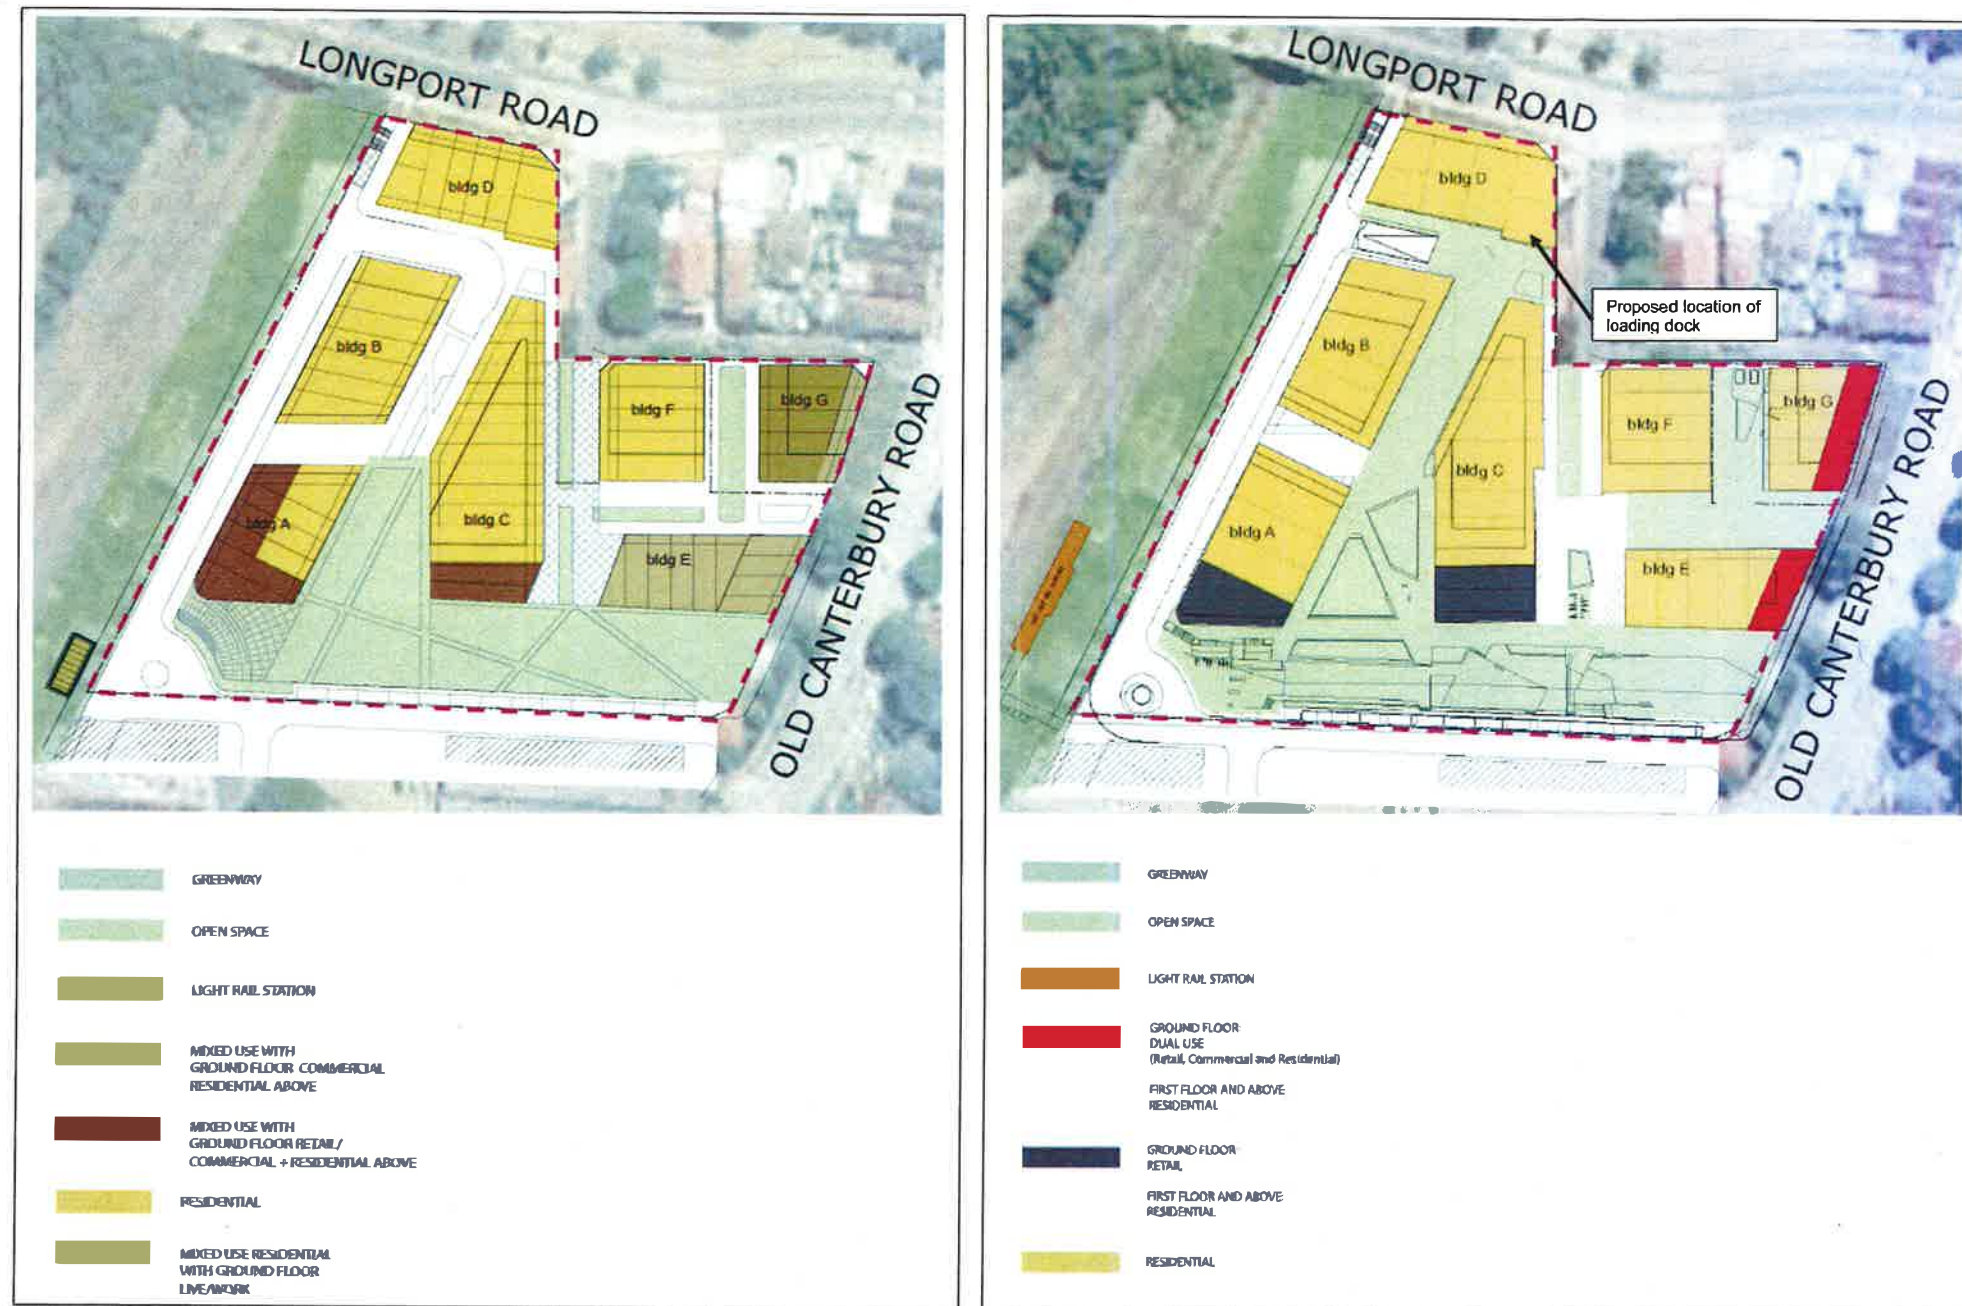 LONGPORT ROAD
bldg D
bldg B
bldg F
bldg G
bldg A
bldg C
bldg E
OLD CANTERBURY ROAD
GREENWAY
OPEN SPACE
LIGHT RAIL STATION
MIXED USE WITH
GROUND FLOOR COMMERCIAL
RESIDENTIAL ABOVE
MIXED USE WITH
GROUND FLOOR RETAIL/
COMMERCIAL + RESIDENTIAL ABOVE
RESIDENTIAL
MIXED USE RESIDENTIAL
WITH GROUND FLOOR
LIVE/WORK
LONGPORT ROAD
bldg D
Proposed location of
loading dock
bldg B
bldg G
bldg F
bldg C
bldg A
bldg E
OLD CANTERBURY ROAD
GREENWAY
OPEN SPACE
LIGHT RAIL STATION
GROUND FLOOR
DUAL USE
(Retail, Commercial and Residential)
FIRST FLOOR AND ABOVE
RESIDENTIAL
GROUND FLOOR
RETAIL
FIRST FLOOR AND ABOVE
RESIDENTIAL
RESIDENTIAL